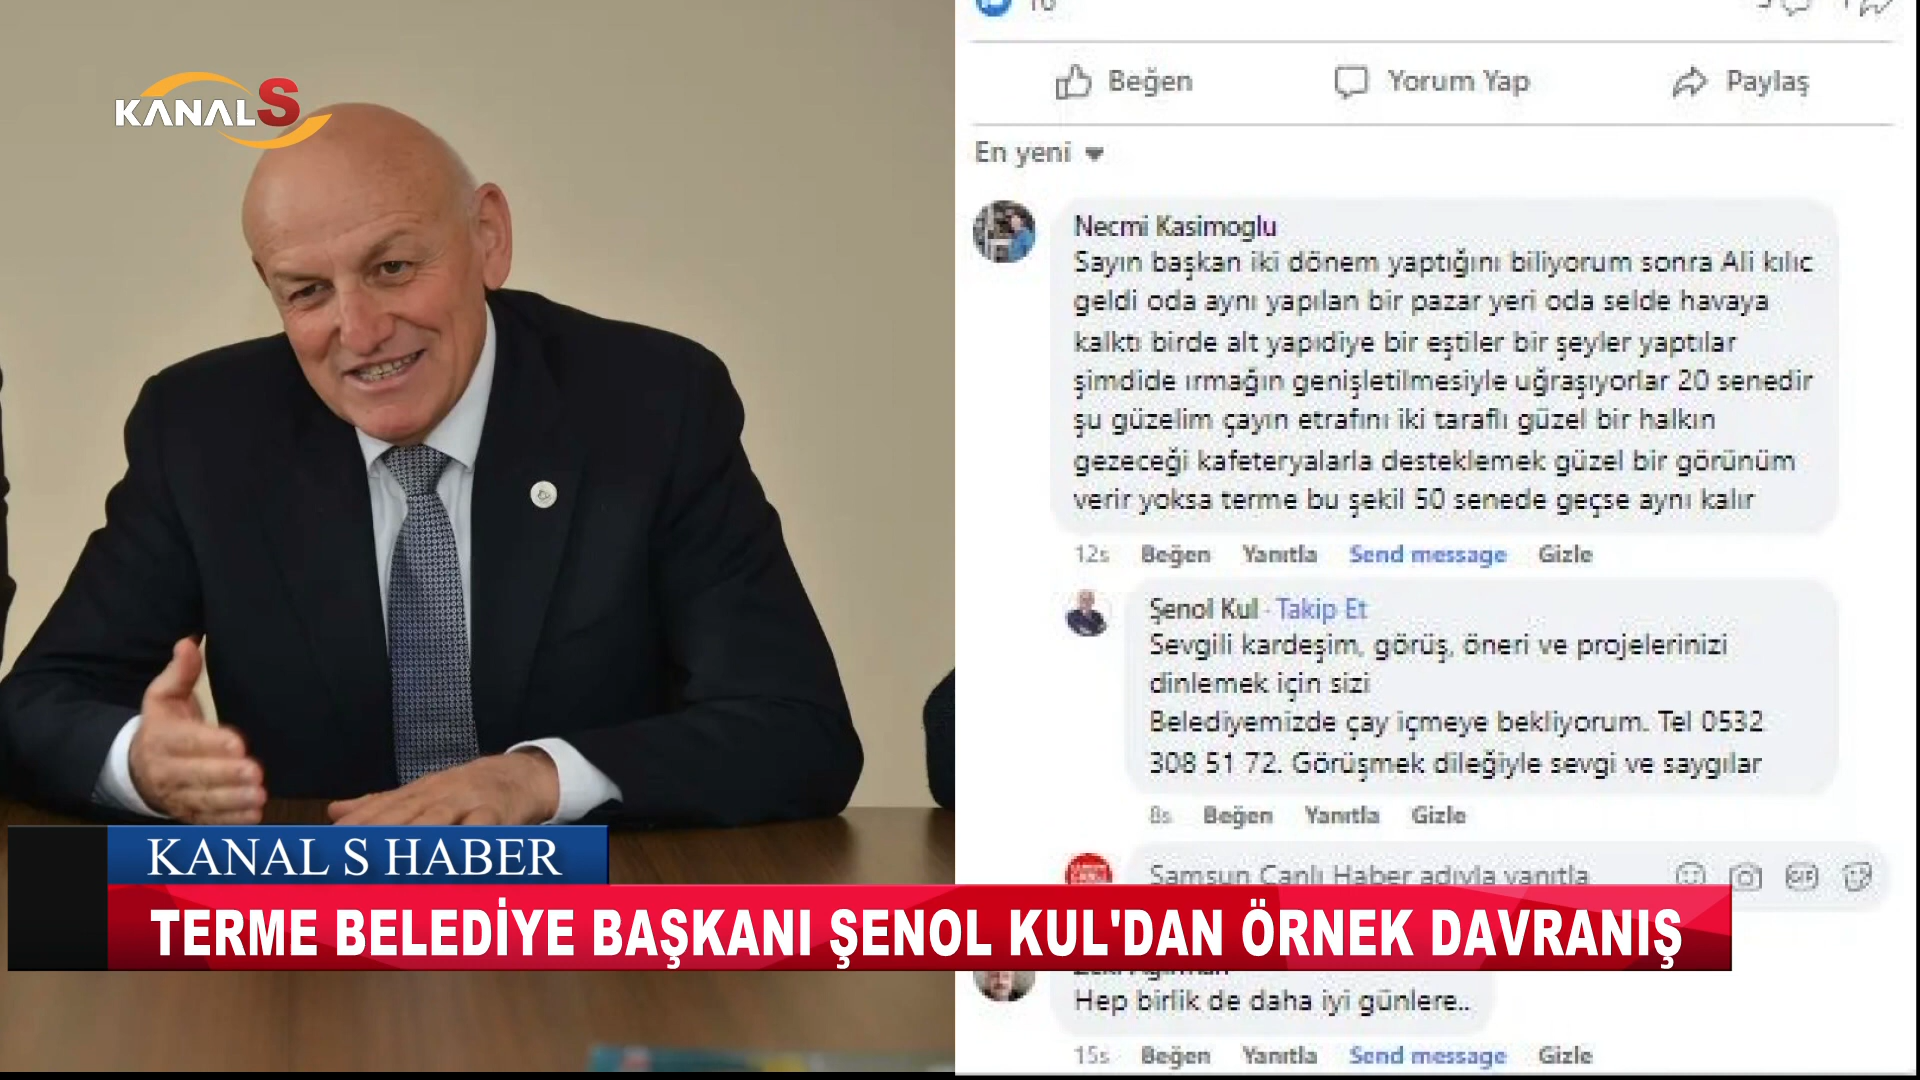 KANAL S
16
Beğen Yorum Yap Paylaş
En yeni
Necmi Kasimoglu
Sayın başkan iki dönem yaptığını biliyorum sonra Ali kılıc
geldi oda aynı yapılan bir pazar yeri oda selde havaya
kalktı birde alt yapıdiye bir eştiler bir şeyler yaptılar
şimdide ırmağın genişletilmesiyle uğraşıyorlar 20 senedir
şu güzelim çayın etrafını iki taraflı güzel bir halkın
gezeceği kafeteryalarla desteklemek güzel bir görünüm
verir yoksa terme bu şekil 50 senede geçse aynı kalır
12s Beğen Yanıtla Send message Gizle
Şenol Kul · Takip Et
Sevgili kardeşim, görüş, öneri ve projelerinizi
dinlemek için sizi
Belediyemizde çay içmeye bekliyorum. Tel 0532
308 51 72. Görüşmek dileğiyle sevgi ve saygılar
8s Beğen Yanıtla Gizle
Samsun Canlı Haber adıyla yanıtla
GIF
KANAL S HABER
TERME BELEDİYE BAŞKANI ŞENOL KUL'DAN ÖRNEK DAVRANIŞ
Hep birlik de daha iyi günlere..
15s Beğen Yanıtla Send message Gizle